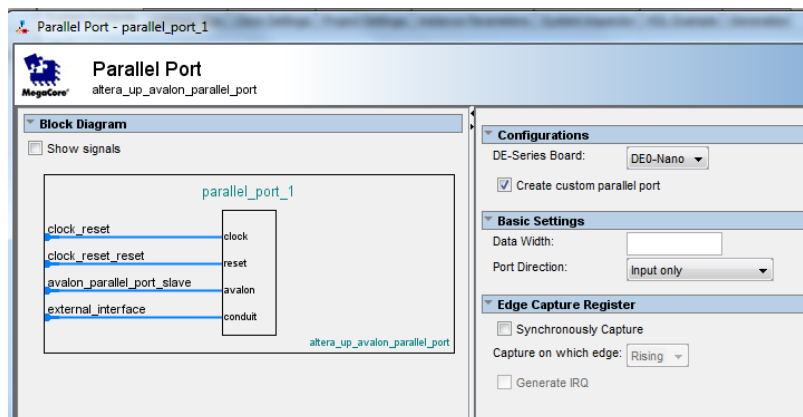 Parallel Port - parallel_port_1
MegaCore®
Parallel Port
altera_up_avalon_parallel_port
Block Diagram
Show signals
parallel_port_1
clock_reset
clock
clock_reset_reset
reset
avalon_parallel_port_slave
avalon
external_interface
conduit
altera_up_avalon_parallel_port
Configurations
DE-Series Board: DE0-Nano
Create custom parallel port
Basic Settings
Data Width:
Port Direction: Input only
Edge Capture Register
Synchronously Capture
Capture on which edge: Rising
Generate IRQ